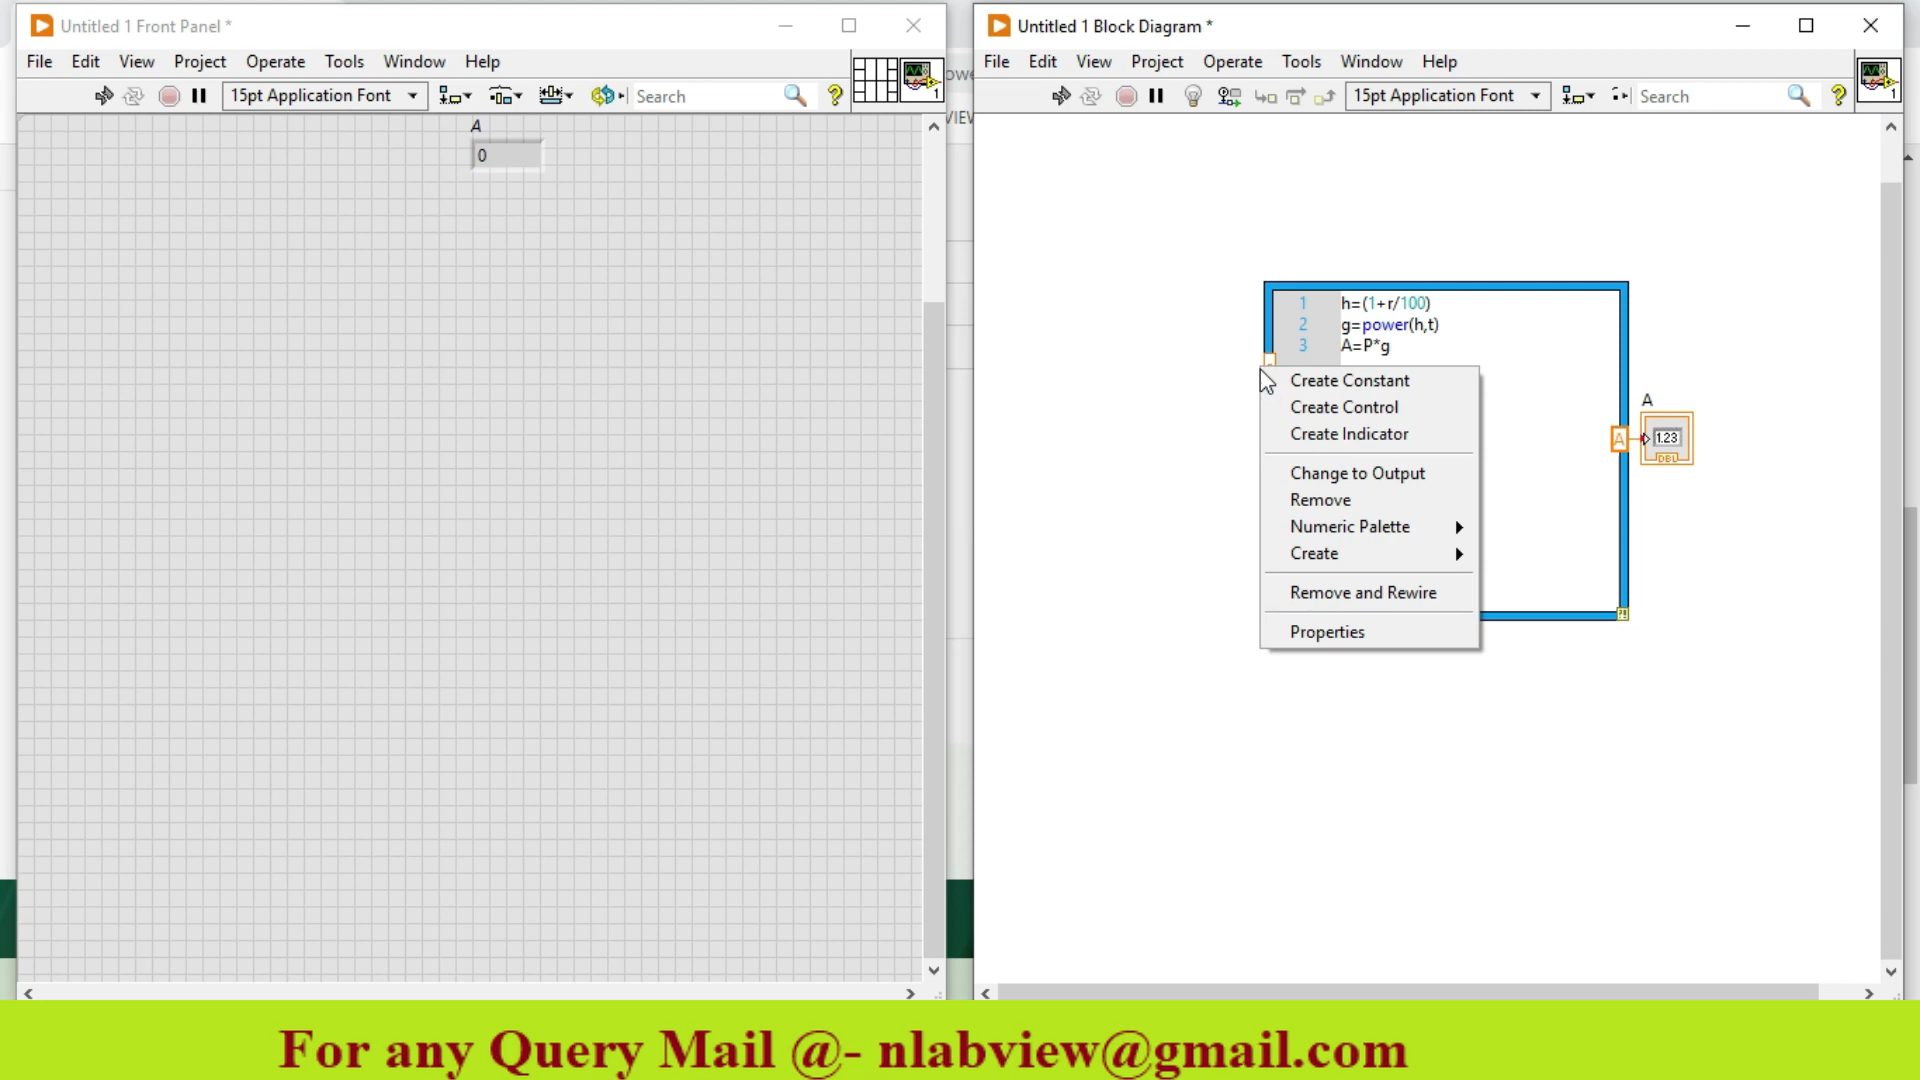 Untitled 1 Front Panel *
File Edit View Project Operate Tools Window Help
15pt Application Font
Search
1
A
0
Untitled 1 Block Diagram *
File Edit View Project Operate Tools Window Help
15pt Application Font
Search
1
1 h=(1+r/100)
2 g=power(h,t)
3 A=P*g
Create Constant
Create Control
Create Indicator
Change to Output
Remove
Numeric Palette
Create
Remove and Rewire
Properties
A
A
1.23
DBL
For any Query Mail @- nlabview@gmail.com